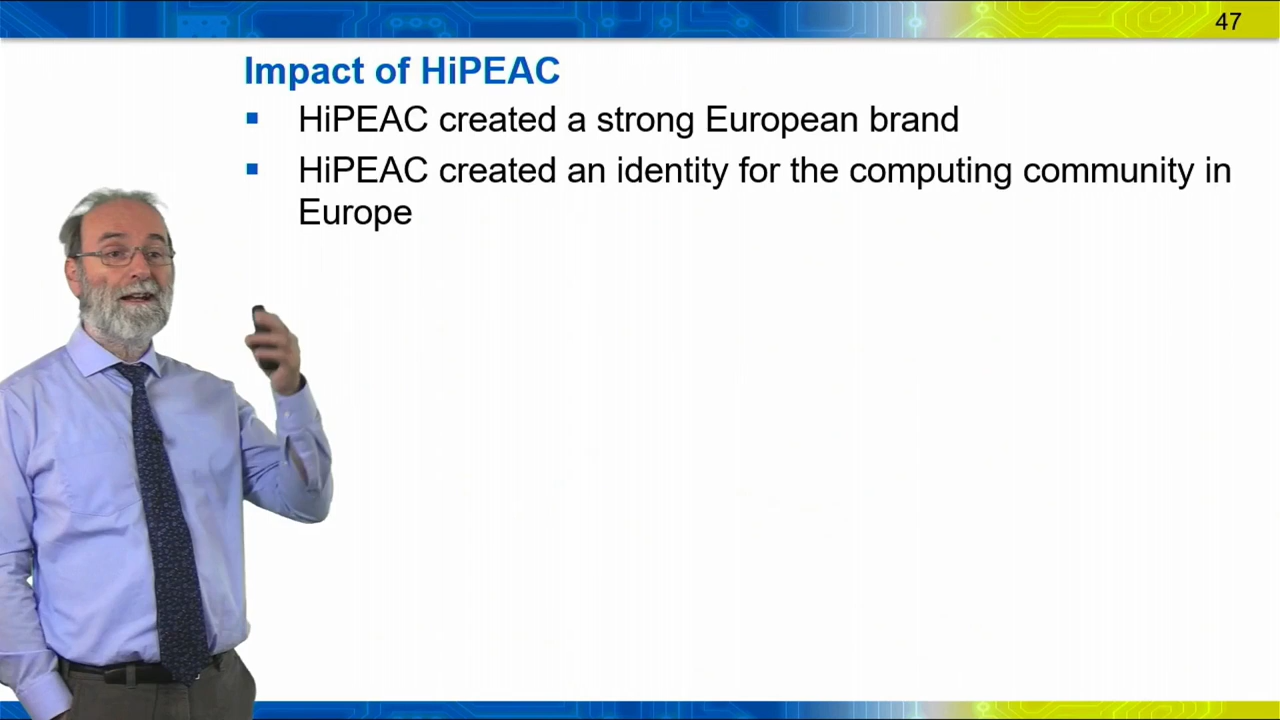 47
Impact of HiPEAC
▪ HiPEAC created a strong European brand
▪ HiPEAC created an identity for the computing community in
Europe